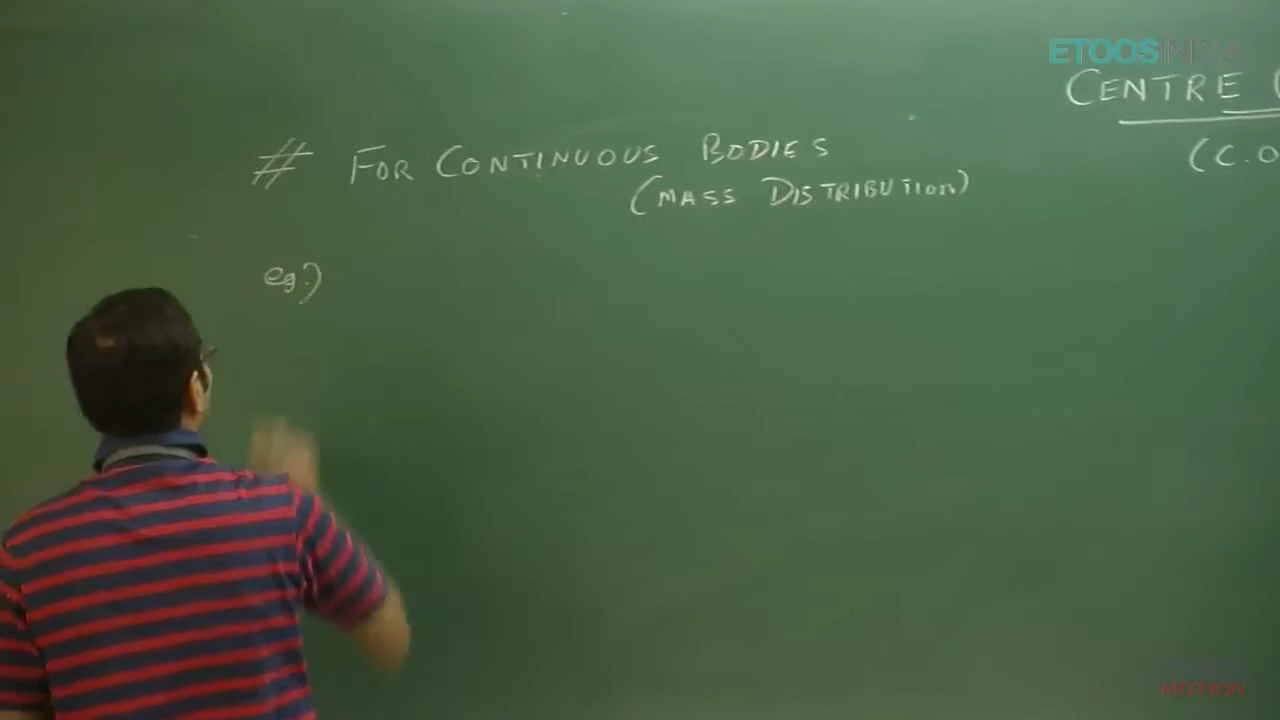 ETOOSINDIA
CENTRE
(C.O
# FOR CONTINUOUS BODIES
(MASS DISTRIBUTION)
eg:)